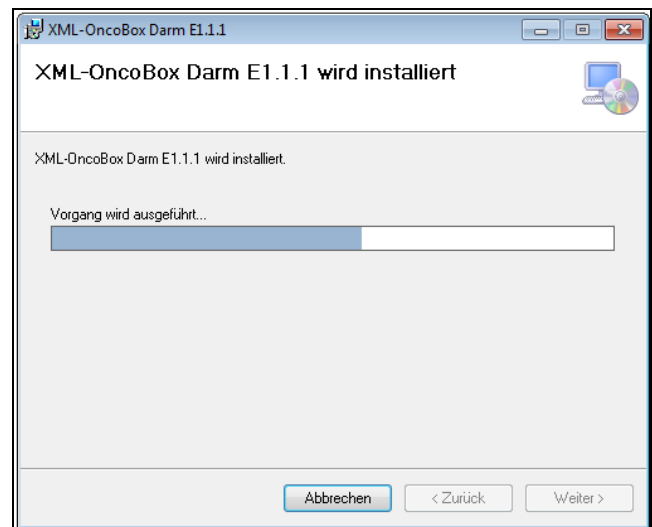 XML-OncoBox Darm E1.1.1
XML-OncoBox Darm E1.1.1 wird installiert
XML-OncoBox Darm E1.1.1 wird installiert.
Vorgang wird ausgeführt...
Abbrechen
< Zurück
Weiter >